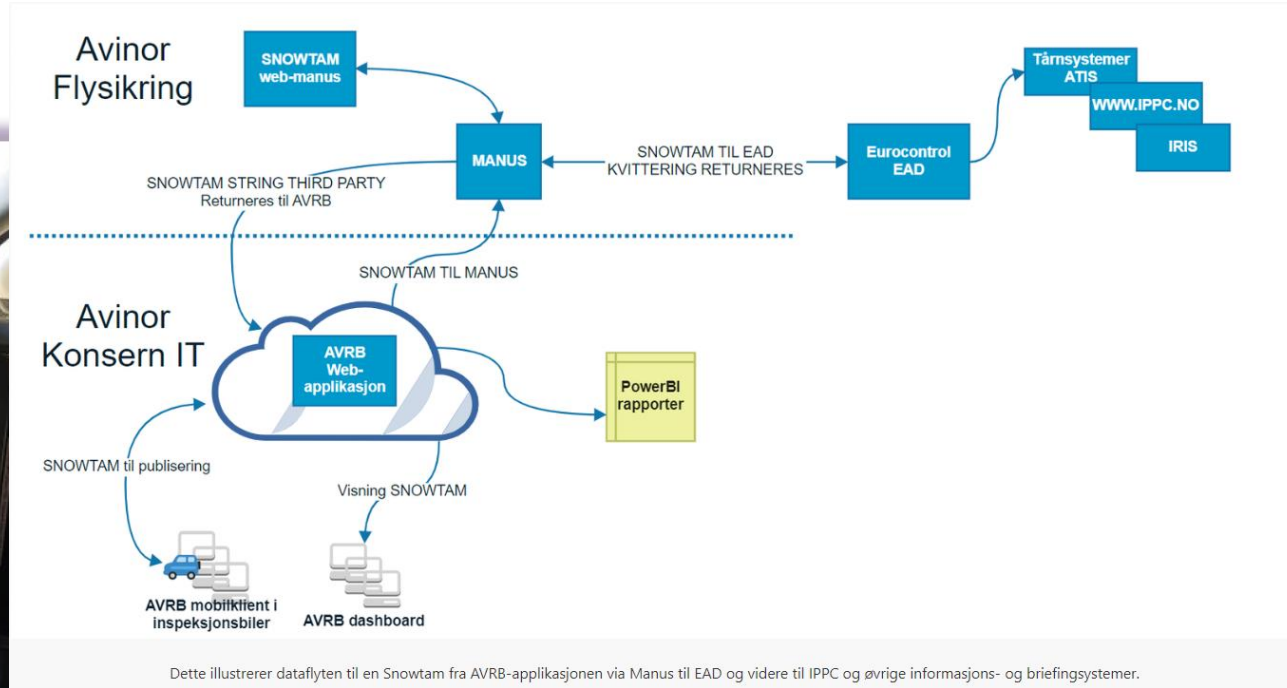 Avinor
Flysikring
SNOWTAM
web-manus
MANUS
SNOWTAM TIL EAD
KVITTERING RETURNERES
Eurocontrol
EAD
Tårnsystemer
ATIS
WWW.IPPC.NO
IRIS
SNOWTAM STRING THIRD PARTY
Returneres til AVRB
SNOWTAM TIL MANUS
Avinor
Konsern IT
AVRB
Web-
applikasjon
PowerBI
rapporter
SNOWTAM til publisering
Visning SNOWTAM
AVRB mobilklient i
inspeksjonsbiler
AVRB dashboard
Dette illustrerer dataflyten til en Snowtam fra AVRB-applikasjonen via Manus til EAD og videre til IPPC og øvrige informasjons- og briefingsystemer.